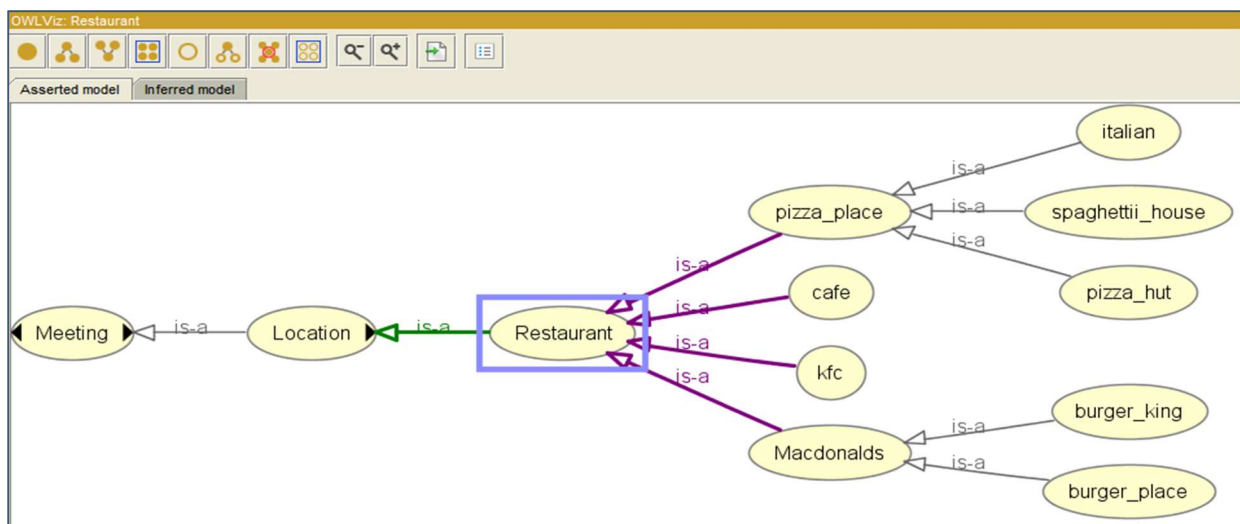 OWLViz: Restaurant
Asserted model Inferred model
italian
is-a
pizza_place is-a spaghettii_house
is-a
is-a
cafe pizza_hut
is-a
Meeting is-a Location is-a Restaurant
is-a
kfc
is-a
burger_king
is-a
Macdonalds
is-a
burger_place